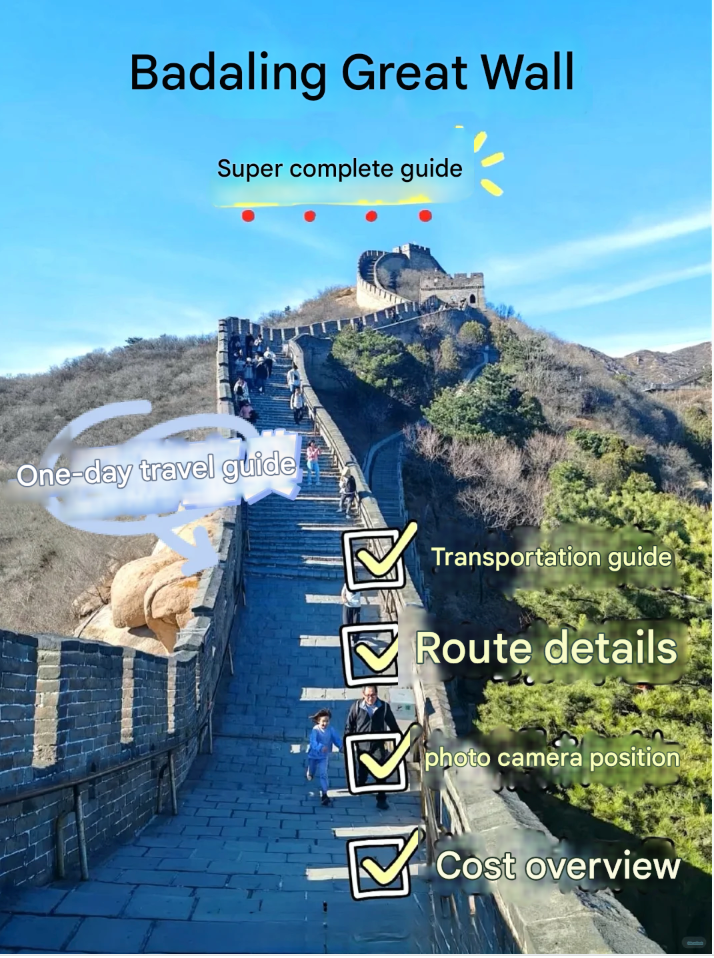 Badaling Great Wall
Super complete guide
One-day travel guide
Transportation guide
Route details
photo camera position
Cost overview